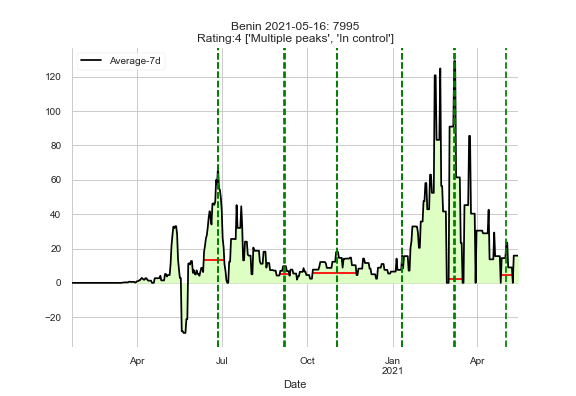 Benin 2021-05-16: 7995
Rating:4 ['Multiple peaks', 'In control']
Average-7d
120
100
80
60
40
20
0
−20
Apr
Jul
Oct
Jan
2021
Apr
Date